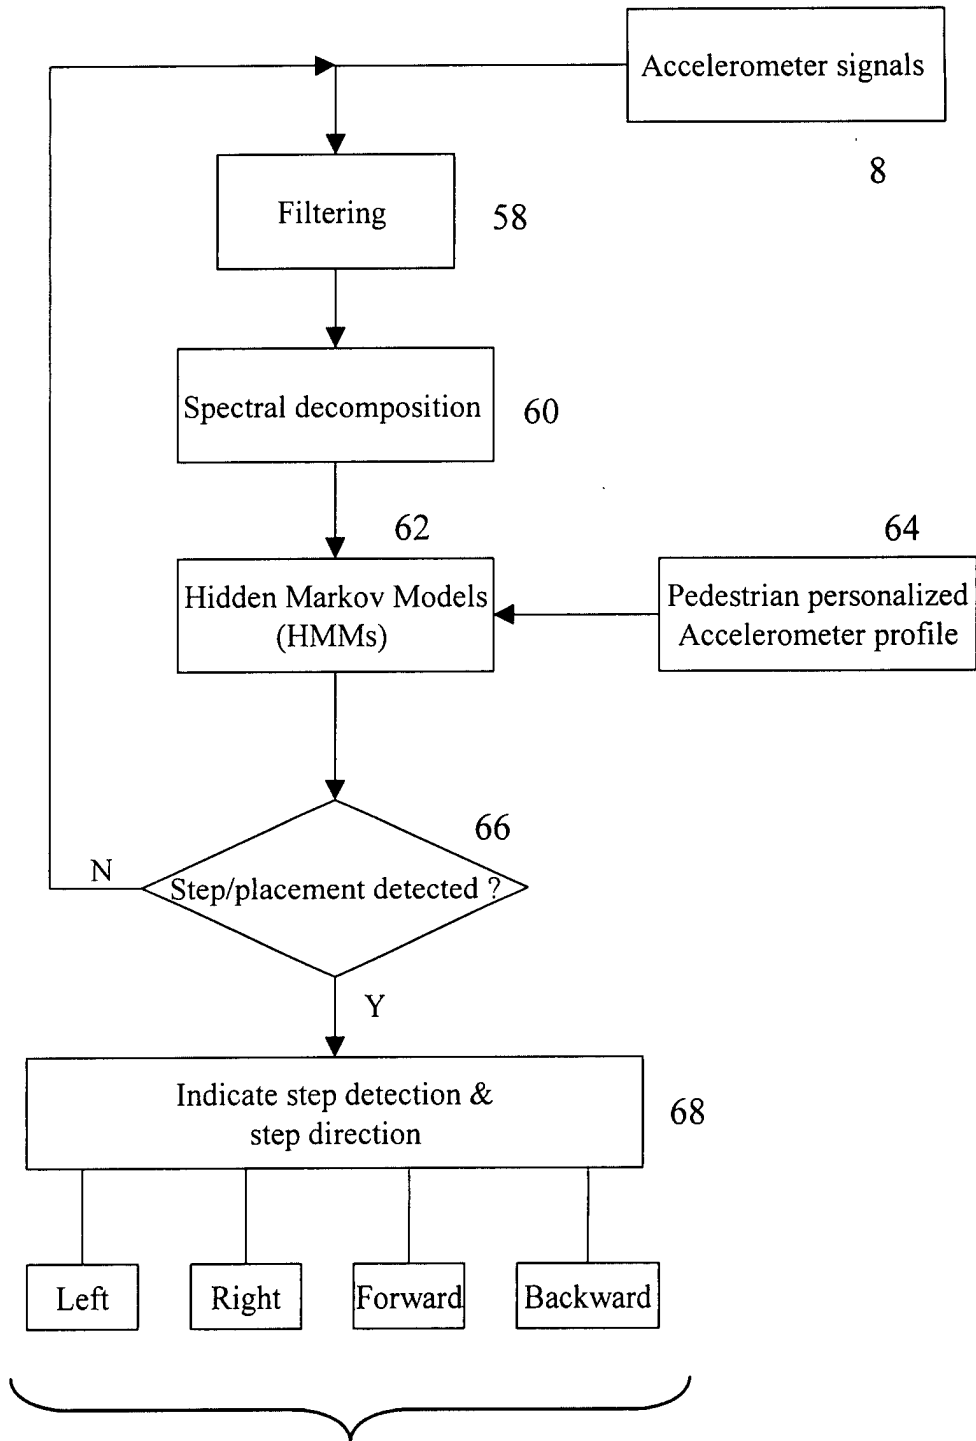 Accelerometer signals
8
Filtering
58
Spectral decomposition
60
62
64
Hidden Markov Models
(HMMs)
Pedestrian personalized
Accelerometer profile
66
N
Step/placement detected ?
Y
Indicate step detection &
step direction
68
Left
Right
Forward
Backward